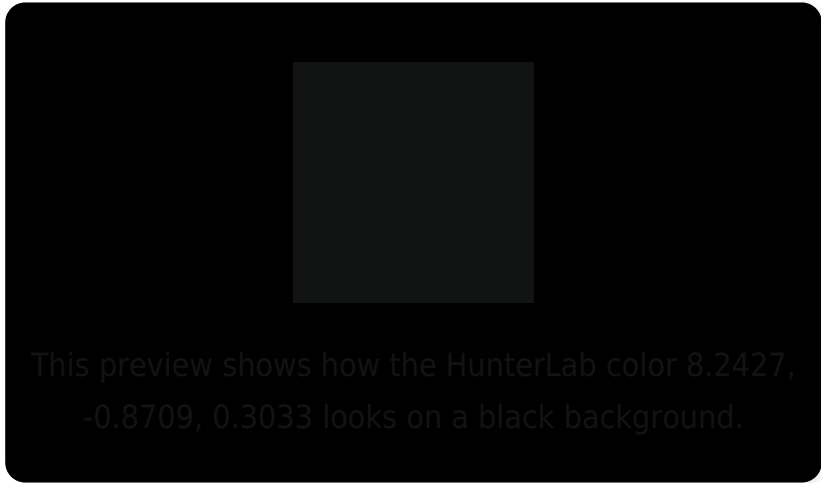 This preview shows how the HunterLab color 8.2427,
-0.8709, 0.3033 looks on a black background.